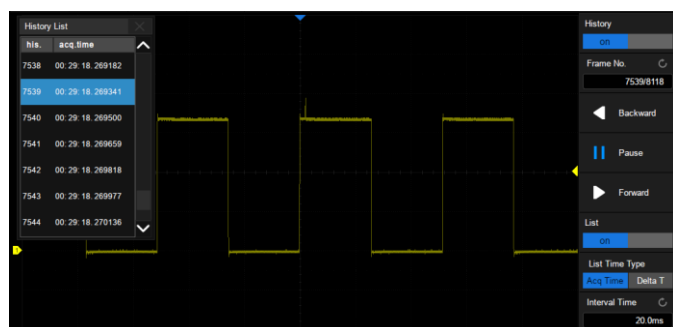 History List
his. acq.time
7538 00:29:18.269182
7539 00:29:18.269341
7540 00:29:18.269500
7541 00:29:18.269659
7542 00:29:18.269818
7543 00:29:18.269977
7544 00:29:18.270136
1
History
on
Frame No.
7539/8118
Backward
Pause
Forward
List
on
List Time Type
Acq Time Delta T
Interval Time
20.0ms